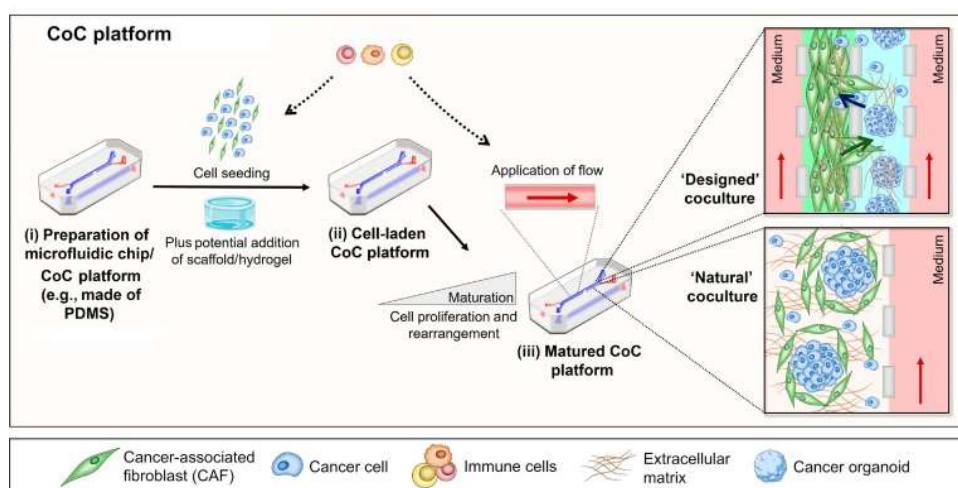 CoC platform
Cell seeding
Plus potential addition
of scaffold/hydrogel
(i) Preparation of
microfluidic chip/
CoC platform
(e.g., made of
PDMS)
(ii) Cell-laden
CoC platform
Application of flow
Maturation
Cell proliferation and
rearrangement
(iii) Matured CoC
platform
'Designed'
coculture
Medium
Medium
'Natural'
coculture
Medium
Cancer-associated
fibroblast (CAF)
Cancer cell
Immune cells
Extracellular
matrix
Cancer organoid